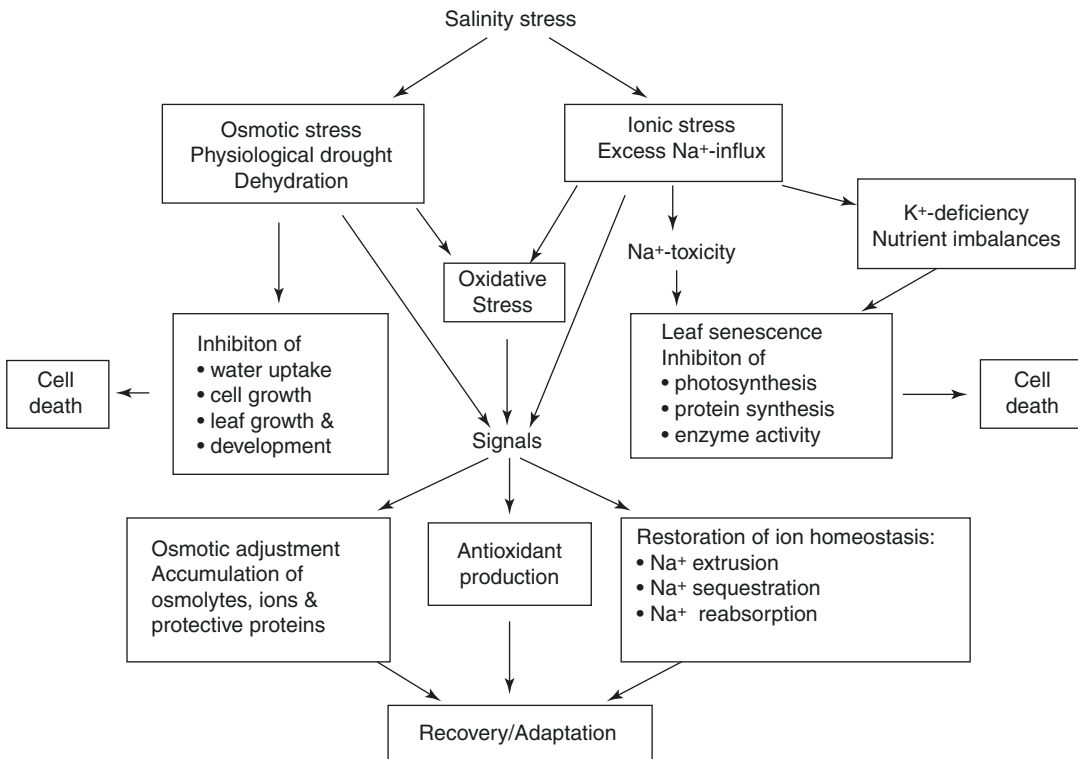 Salinity stress
Osmotic stress
Physiological drought
Dehydration
Ionic stress
Excess Na⁺-influx
K⁺-deficiency
Nutrient imbalances
Na⁺-toxicity
Oxidative
Stress
Inhibiton of
• water uptake
• cell growth
• leaf growth &
• development
Cell
death
Leaf senescence
Inhibiton of
• photosynthesis
• protein synthesis
• enzyme activity
Cell
death
Signals
Osmotic adjustment
Accumulation of
osmolytes, ions &
protective proteins
Antioxidant
production
Restoration of ion homeostasis:
• Na⁺ extrusion
• Na⁺ sequestration
• Na⁺ reabsorption
Recovery/Adaptation